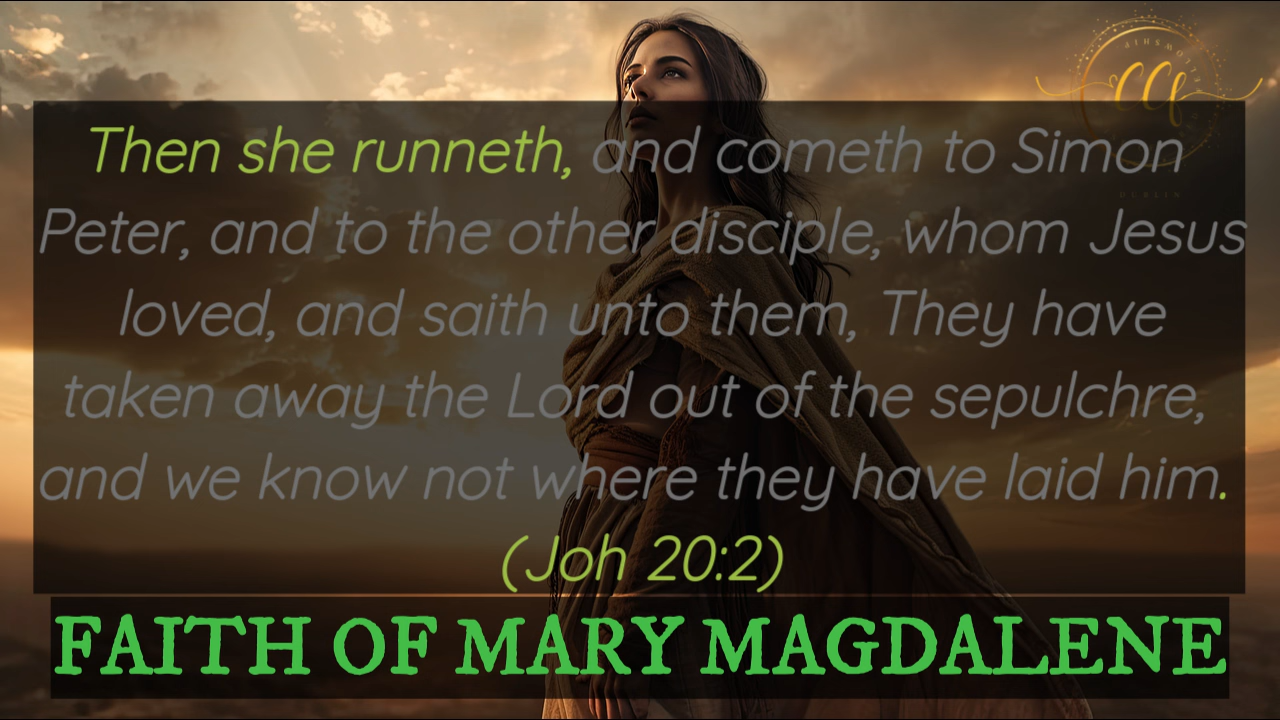 CCF
DUBLIN
Then she runneth, and cometh to Simon
Peter, and to the other disciple, whom Jesus
loved, and saith unto them, They have
taken away the Lord out of the sepulchre,
and we know not where they have laid him.
(Joh 20:2)
FAITH OF MARY MAGDALENE